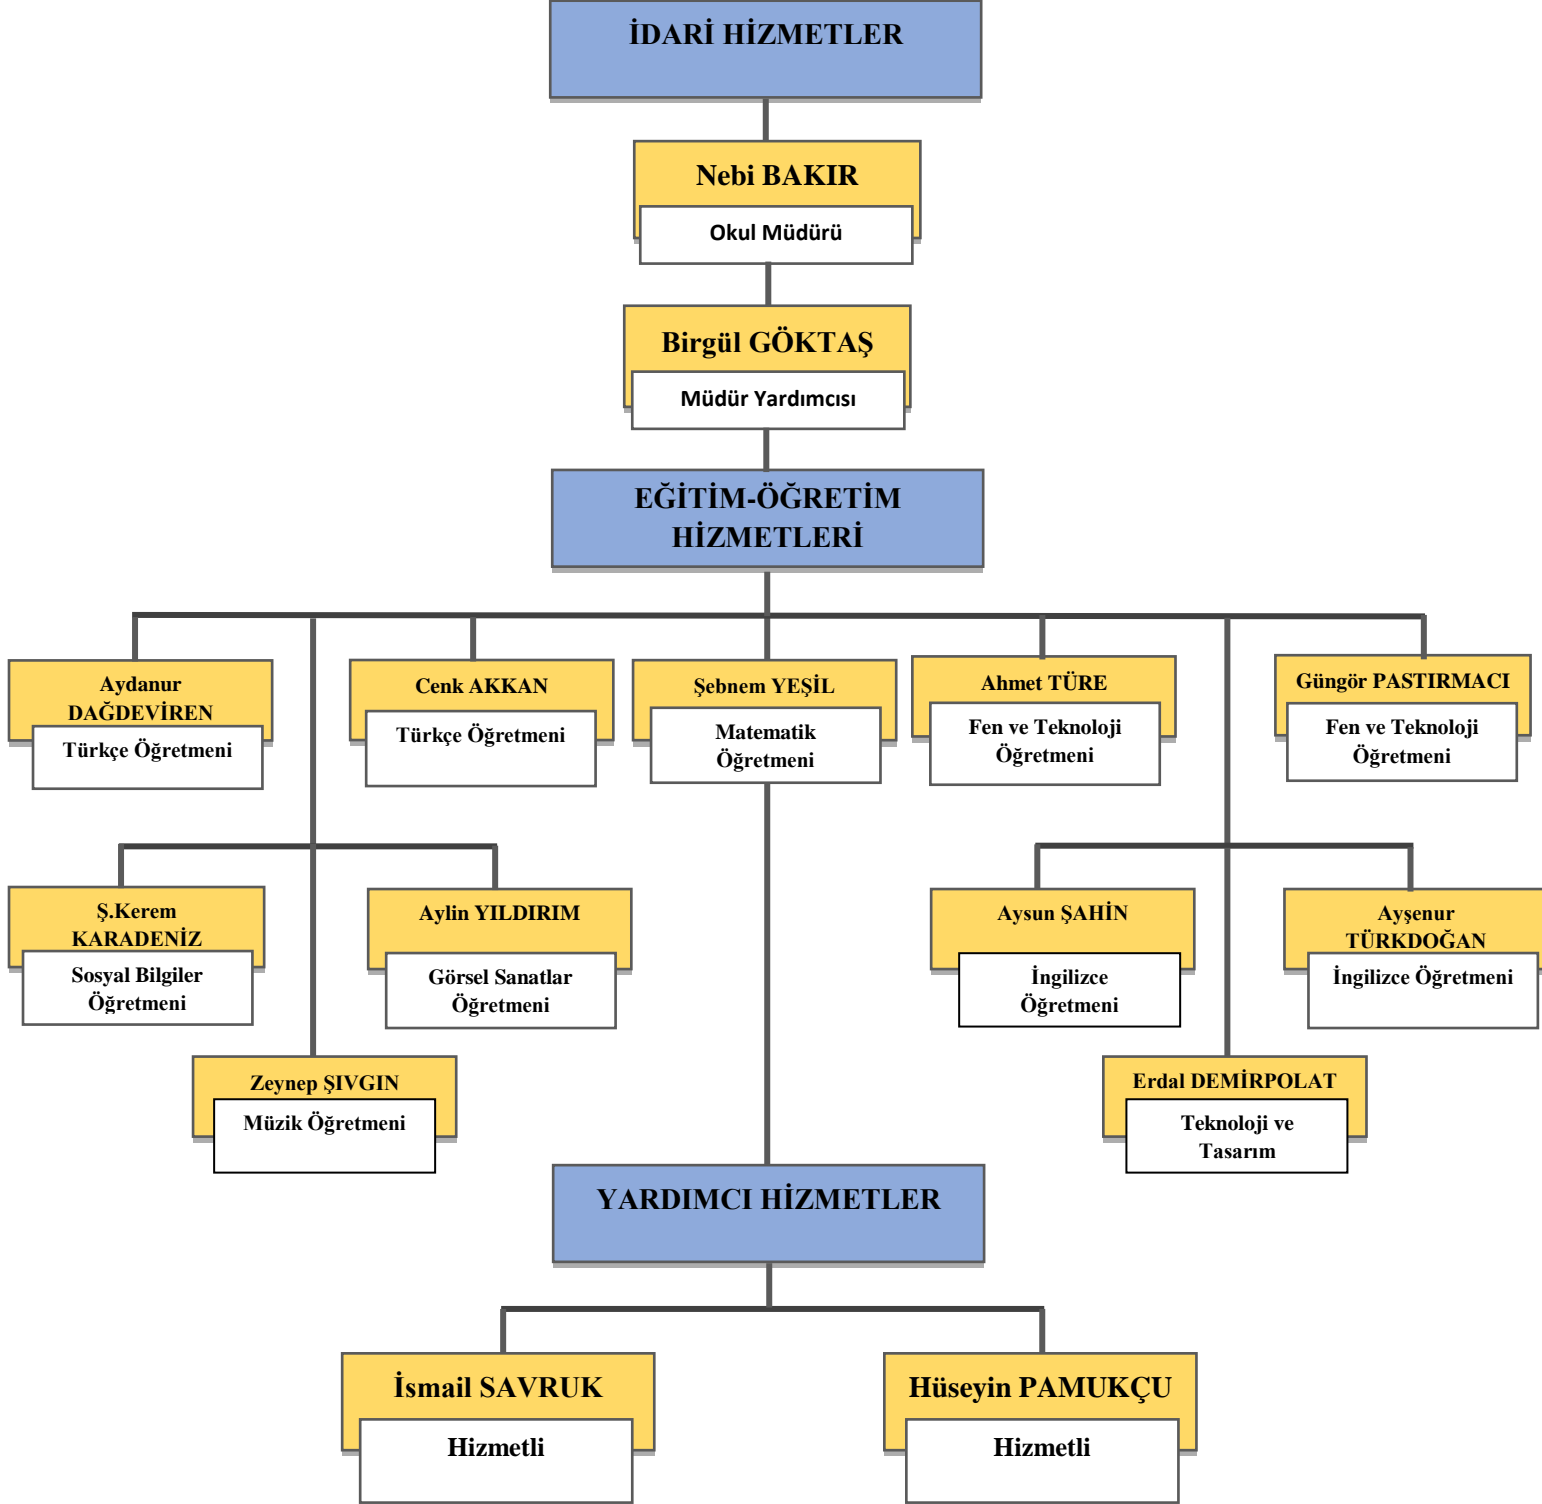 İDARİ HİZMETLER
Nebi BAKIR
Okul Müdürü
Birgül GÖKTAŞ
Müdür Yardımcısı
EĞİTİM-ÖĞRETİM
HİZMETLERİ
Aydanur
DAĞDEVİREN
Türkçe Öğretmeni
Cenk AKKAN
Türkçe Öğretmeni
Şebnem YEŞİL
Matematik
Öğretmeni
Ahmet TÜRE
Fen ve Teknoloji
Öğretmeni
Güngör PASTIRMACI
Fen ve Teknoloji
Öğretmeni
Ş.Kerem
KARADENİZ
Sosyal Bilgiler
Öğretmeni
Aylin YILDIRIM
Görsel Sanatlar
Öğretmeni
Aysun ŞAHİN
İngilizce
Öğretmeni
Ayşenur
TÜRKDOĞAN
İngilizce Öğretmeni
Zeynep ŞIVGIN
Müzik Öğretmeni
Erdal DEMİRPOLAT
Teknoloji ve
Tasarım
YARDIMCI HİZMETLER
İsmail SAVRUK
Hizmetli
Hüseyin PAMUKÇU
Hizmetli